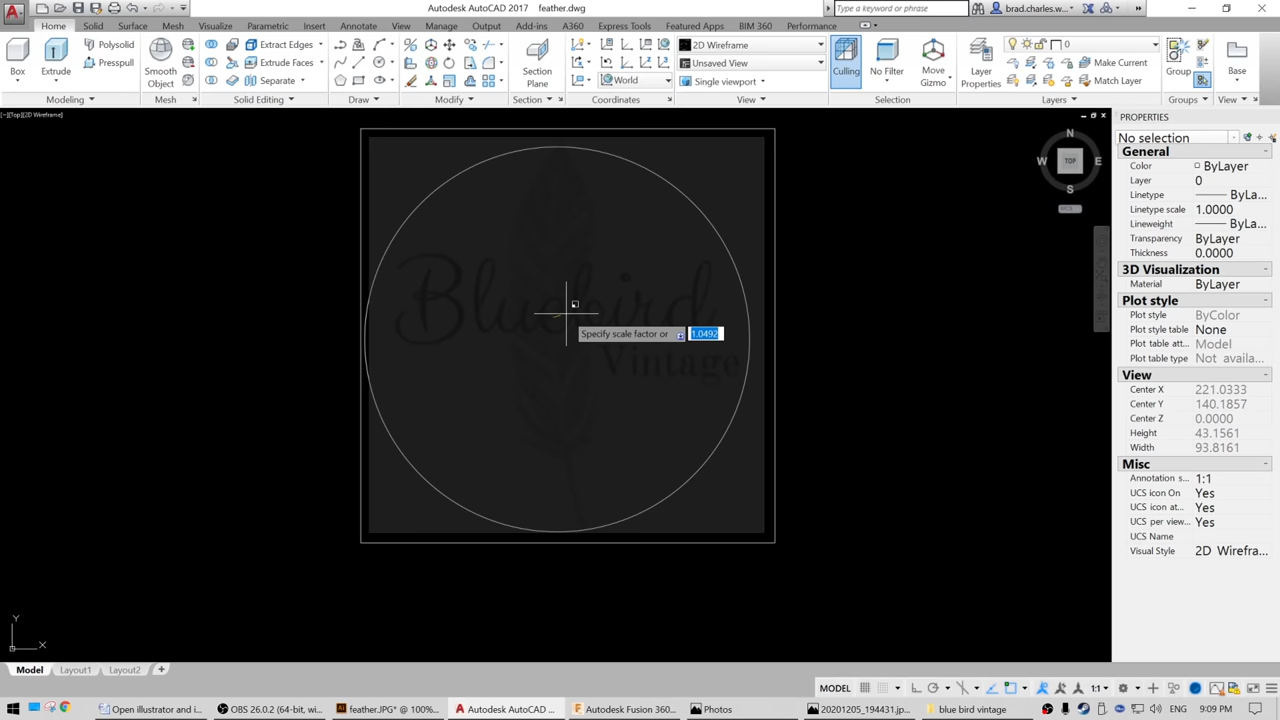 Autodesk AutoCAD 2017 feather.dwg
Type a keyword or phrase
brad.charles.w...
Home Solid Surface Mesh Visualize Parametric Insert Annotate View Manage Output Add-ins A360 Express Tools Featured Apps BIM 360 Performance
Box
Extrude
Polysolid
Presspull
Smooth
Object
Extract Edges
Extrude Faces
Separate
Section
Plane
World
2D Wireframe
Unsaved View
Single viewport
Culling
No Filter
Move
Gizmo
Layer
Properties
0
Make Current
Match Layer
Group
Base
Modeling Mesh Solid Editing Draw Modify Section Coordinates View Selection Layers Groups View
[−][Top][2D Wireframe]
N
W TOP E
S
Bluebird
Vintage
Specify scale factor or 1.0492
Y
X
PROPERTIES
No selection
General
Color ByLayer
Layer 0
Linetype ByLa...
Linetype scale 1.0000
Lineweight ByLa...
Transparency ByLayer
Thickness 0.0000
3D Visualization
Material ByLayer
Plot style
Plot style ByColor
Plot style table None
Plot table att... Model
Plot table type Not availa...
View
Center X 221.0333
Center Y 140.1857
Center Z 0.0000
Height 43.1561
Width 93.8161
Misc
Annotation s... 1:1
UCS icon On Yes
UCS icon at... Yes
UCS per view... Yes
UCS Name
Visual Style 2D Wirefra...
Model Layout1 Layout2 +
MODEL 1:1
Open illustrator and ... OBS 26.0.2 (64-bit, wi... feather.JPG* @ 100%... Autodesk AutoCAD ... Autodesk Fusion 360... Photos 20201205_194431.jp... blue bird vintage ENG 9:09 PM